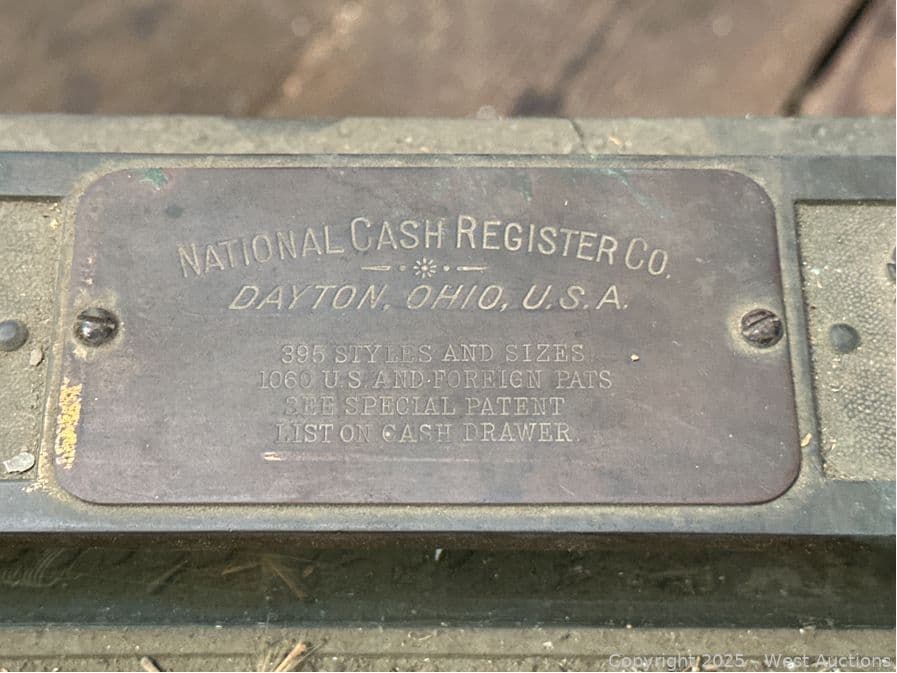 NATIONAL CASH REGISTER CO.
DAYTON, OHIO, U.S.A.
395 STYLES AND SIZES
1060 U.S. AND FOREIGN PATS
SEE SPECIAL PATENT
LIST ON CASH DRAWER.
Copyright 2025 - West Auctions